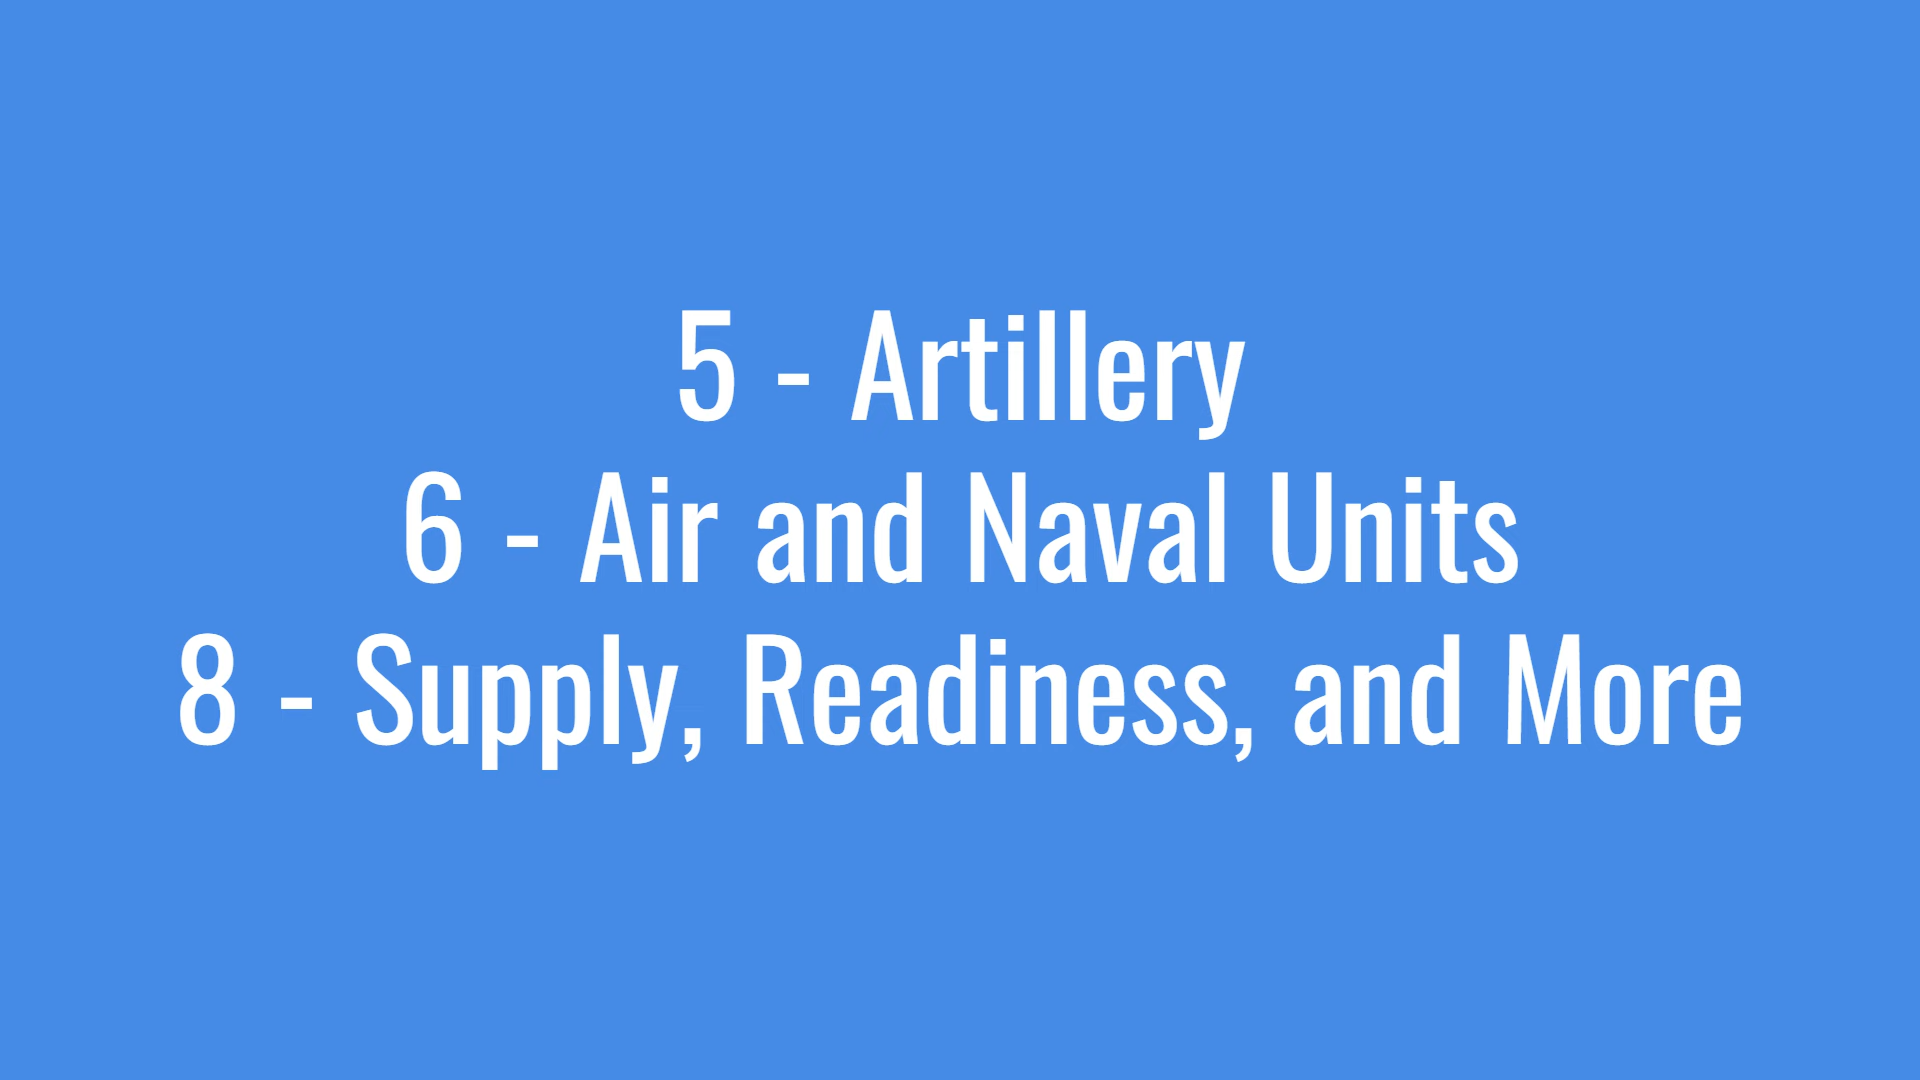 5 - Artillery
6 - Air and Naval Units
8 - Supply, Readiness, and More